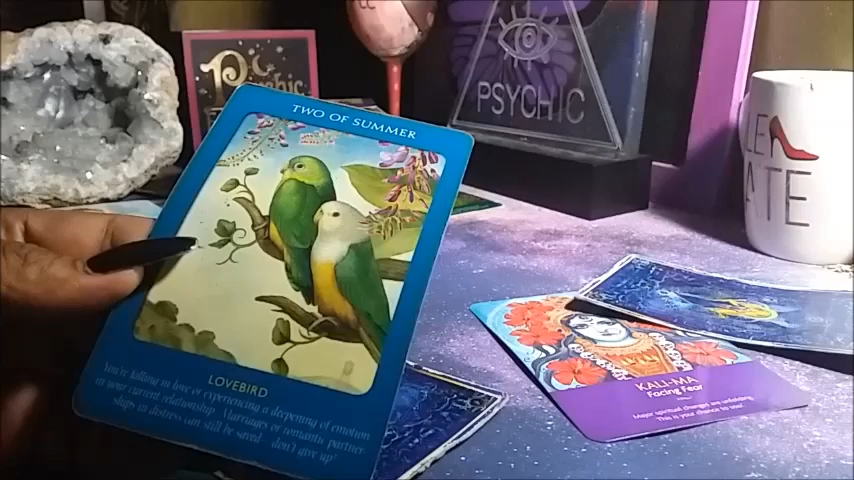 Psychic
PSYCHIC
TWO OF SUMMER
LOVEBIRD
You're falling in love or experiencing a deepening of emotion
in your current relationship. Marriages or romantic partner-
ships in distress can still be saved – don't give up!
KALI-MA
Facing Fear
Major spiritual changes are unfolding.
This is your chance to
ATE